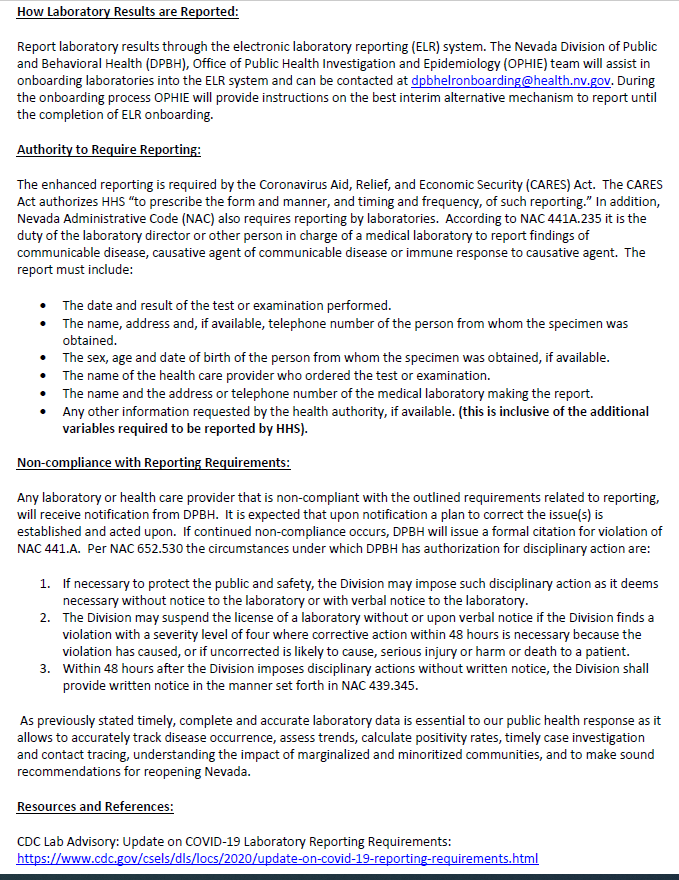 How Laboratory Results are Reported:
Report laboratory results through the electronic laboratory reporting (ELR) system. The Nevada Division of Public
and Behavioral Health (DPBH), Office of Public Health Investigation and Epidemiology (OPHIE) team will assist in
onboarding laboratories into the ELR system and can be contacted at dpbhelronboarding@health.nv.gov. During
the onboarding process OPHIE will provide instructions on the best interim alternative mechanism to report until
the completion of ELR onboarding.
Authority to Require Reporting:
The enhanced reporting is required by the Coronavirus Aid, Relief, and Economic Security (CARES) Act. The CARES
Act authorizes HHS “to prescribe the form and manner, and timing and frequency, of such reporting.” In addition,
Nevada Administrative Code (NAC) also requires reporting by laboratories. According to NAC 441A.235 it is the
duty of the laboratory director or other person in charge of a medical laboratory to report findings of
communicable disease, causative agent of communicable disease or immune response to causative agent. The
report must include:
• The date and result of the test or examination performed.
• The name, address and, if available, telephone number of the person from whom the specimen was
obtained.
• The sex, age and date of birth of the person from whom the specimen was obtained, if available.
• The name of the health care provider who ordered the test or examination.
• The name and the address or telephone number of the medical laboratory making the report.
• Any other information requested by the health authority, if available. (this is inclusive of the additional
variables required to be reported by HHS).
Non-compliance with Reporting Requirements:
Any laboratory or health care provider that is non-compliant with the outlined requirements related to reporting,
will receive notification from DPBH. It is expected that upon notification a plan to correct the issue(s) is
established and acted upon. If continued non-compliance occurs, DPBH will issue a formal citation for violation of
NAC 441.A. Per NAC 652.530 the circumstances under which DPBH has authorization for disciplinary action are:
1. If necessary to protect the public and safety, the Division may impose such disciplinary action as it deems
necessary without notice to the laboratory or with verbal notice to the laboratory.
2. The Division may suspend the license of a laboratory without or upon verbal notice if the Division finds a
violation with a severity level of four where corrective action within 48 hours is necessary because the
violation has caused, or if uncorrected is likely to cause, serious injury or harm or death to a patient.
3. Within 48 hours after the Division imposes disciplinary actions without written notice, the Division shall
provide written notice in the manner set forth in NAC 439.345.
As previously stated timely, complete and accurate laboratory data is essential to our public health response as it
allows to accurately track disease occurrence, assess trends, calculate positivity rates, timely case investigation
and contact tracing, understanding the impact of marginalized and minoritized communities, and to make sound
recommendations for reopening Nevada.
Resources and References:
CDC Lab Advisory: Update on COVID-19 Laboratory Reporting Requirements:
https://www.cdc.gov/csels/dls/locs/2020/update-on-covid-19-reporting-requirements.html